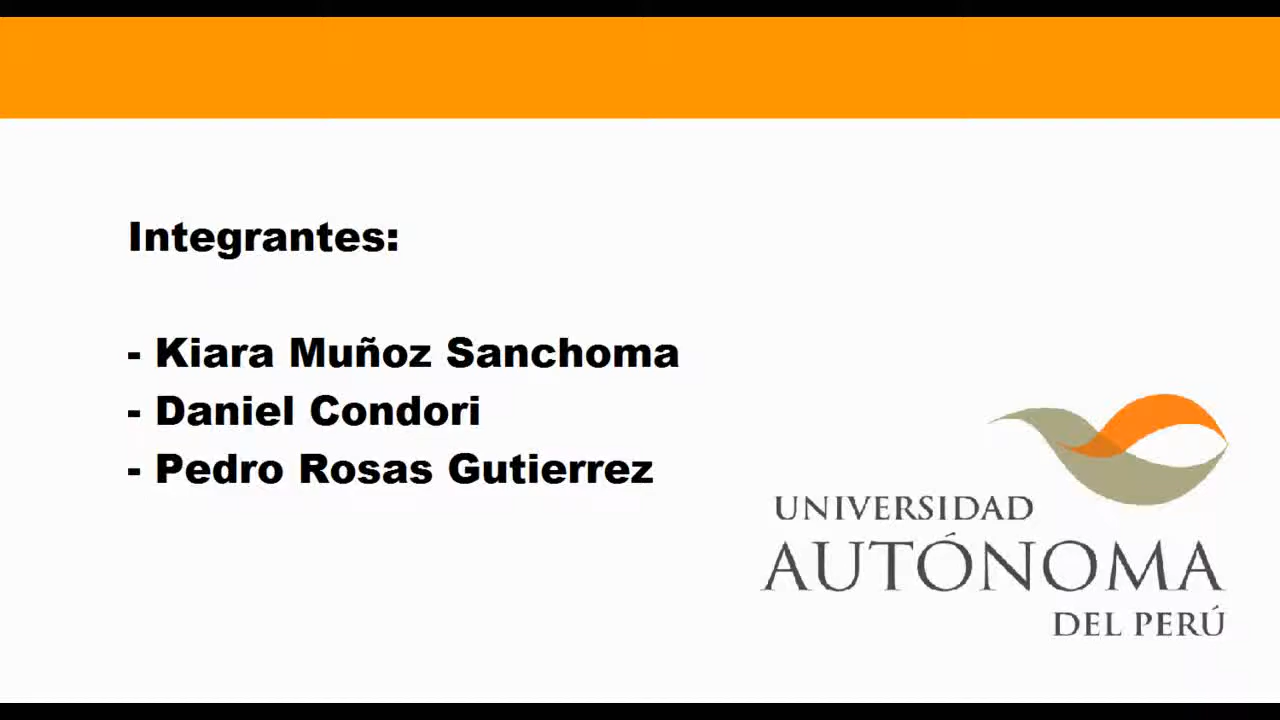 Integrantes:
- Kiara Muñoz Sanchoma
- Daniel Condori
- Pedro Rosas Gutierrez
UNIVERSIDAD
AUTÓNOMA
DEL PERÚ